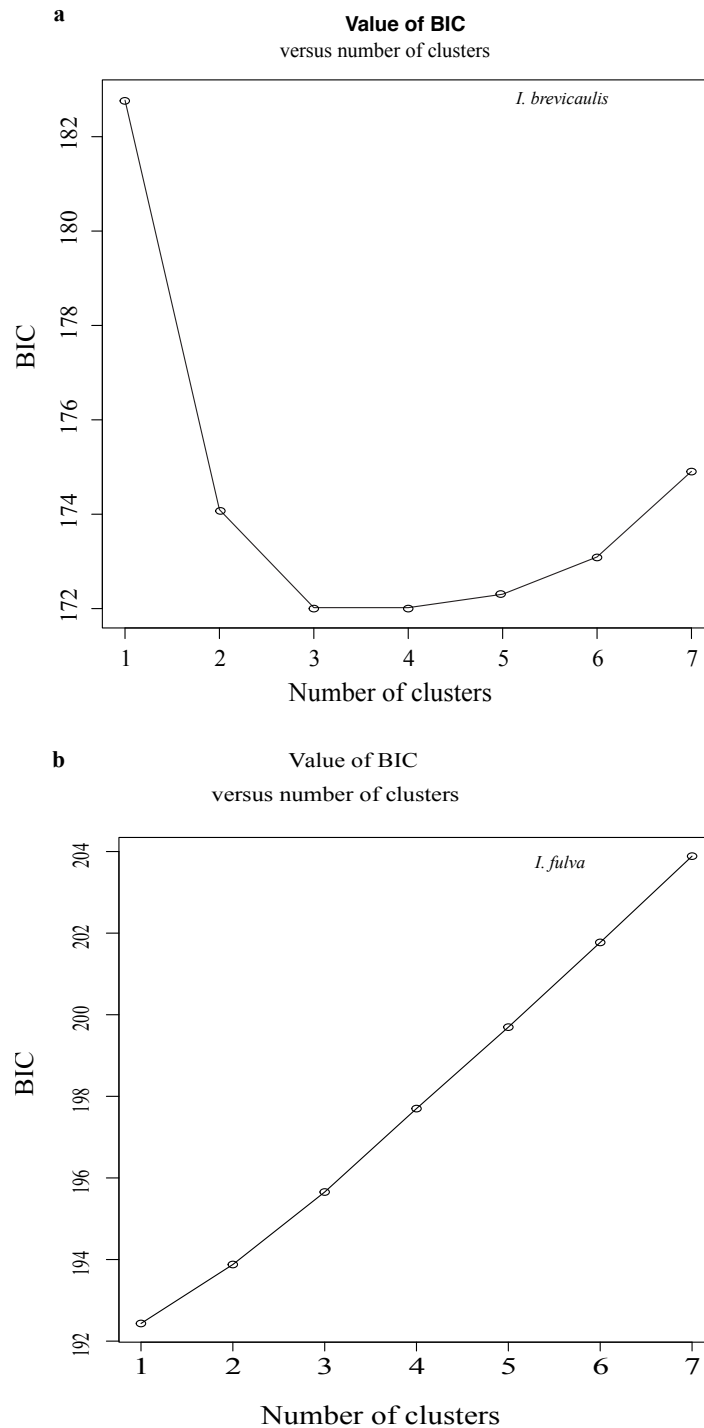 a
Value of BIC
versus number of clusters
I. brevicaulis
182
180
178
176
174
172
BIC
1 2 3 4 5 6 7
Number of clusters
b
Value of BIC
versus number of clusters
I. fulva
204
202
200
198
196
194
192
BIC
1 2 3 4 5 6 7
Number of clusters